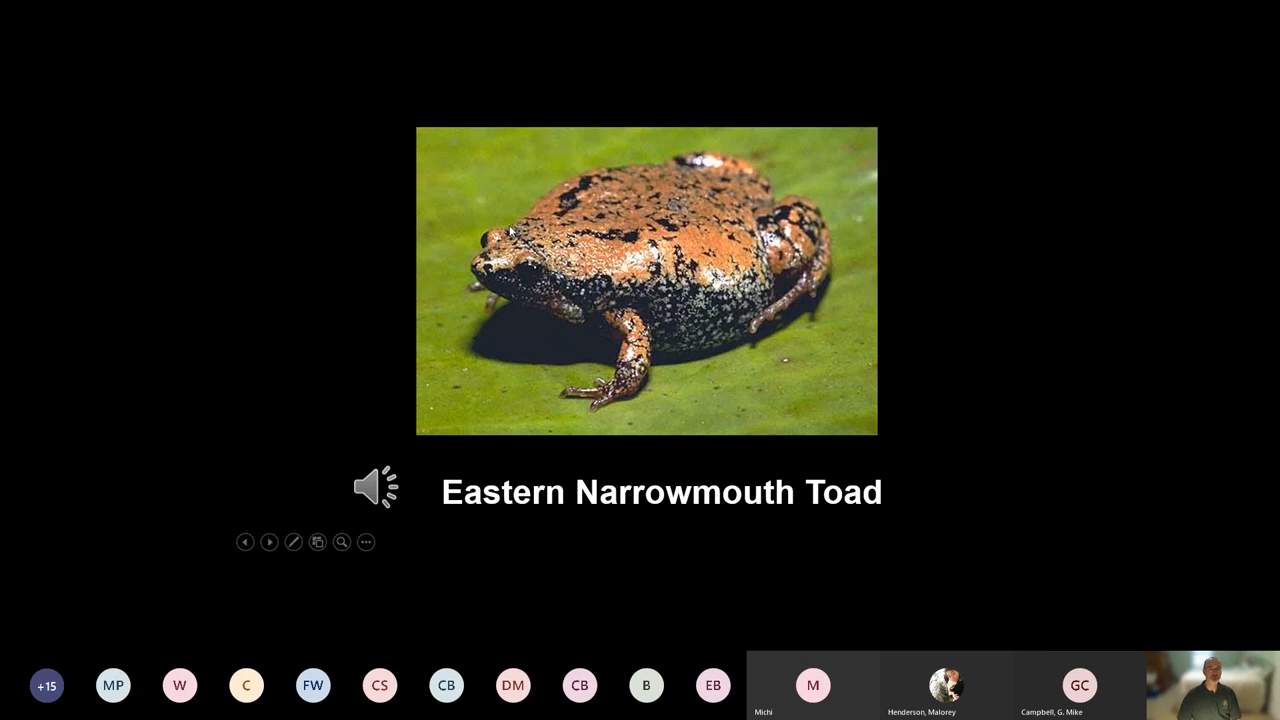 Eastern Narrowmouth Toad
+15
MP
W
C
FW
CS
CB
DM
CB
B
EB
M
GC
Michi
Henderson, Malorey
Campbell, G. Mike